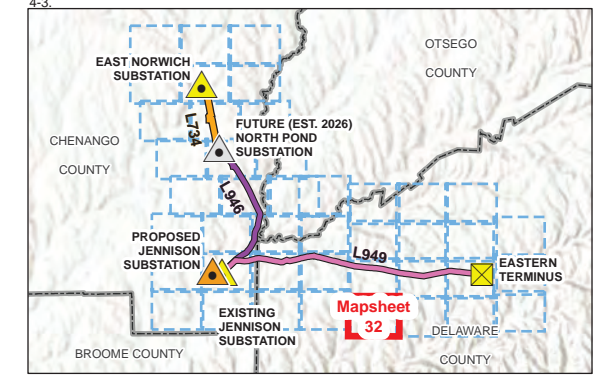 4-3.
OTSEGO
COUNTY
EAST NORWICH
SUBSTATION
L734
FUTURE (EST. 2026)
NORTH POND
SUBSTATION
CHENANGO
COUNTY
L946
PROPOSED
JENNISON
SUBSTATION
L949
EASTERN
TERMINUS
EXISTING
JENNISON
SUBSTATION
Mapsheet
32
DELAWARE
COUNTY
BROOME COUNTY